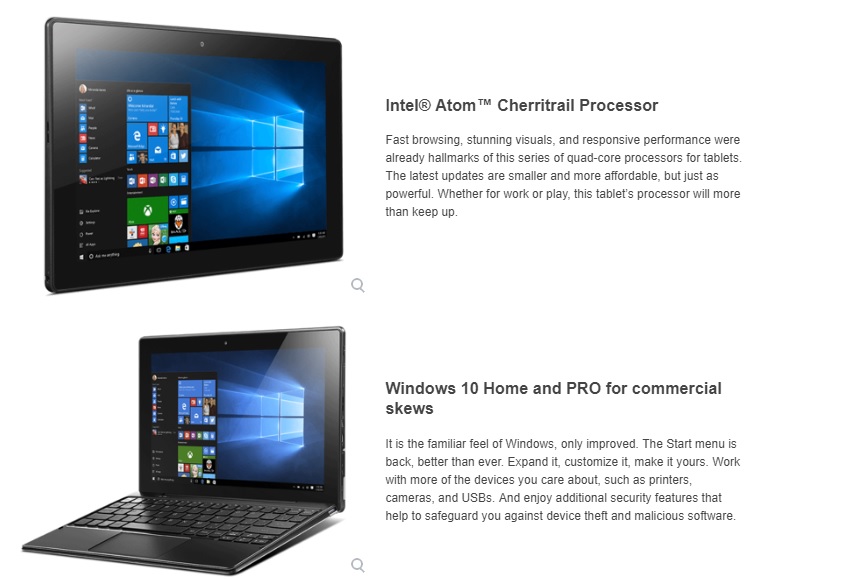 Intel® Atom™ Cherritrail Processor
Fast browsing, stunning visuals, and responsive performance were
already hallmarks of this series of quad-core processors for tablets.
The latest updates are smaller and more affordable, but just as
powerful. Whether for work or play, this tablet's processor will more
than keep up.
Windows 10 Home and PRO for commercial
skews
It is the familiar feel of Windows, only improved. The Start menu is
back, better than ever. Expand it, customize it, make it yours. Work
with more of the devices you care about, such as printers,
cameras, and USBs. And enjoy additional security features that
help to safeguard you against device theft and malicious software.